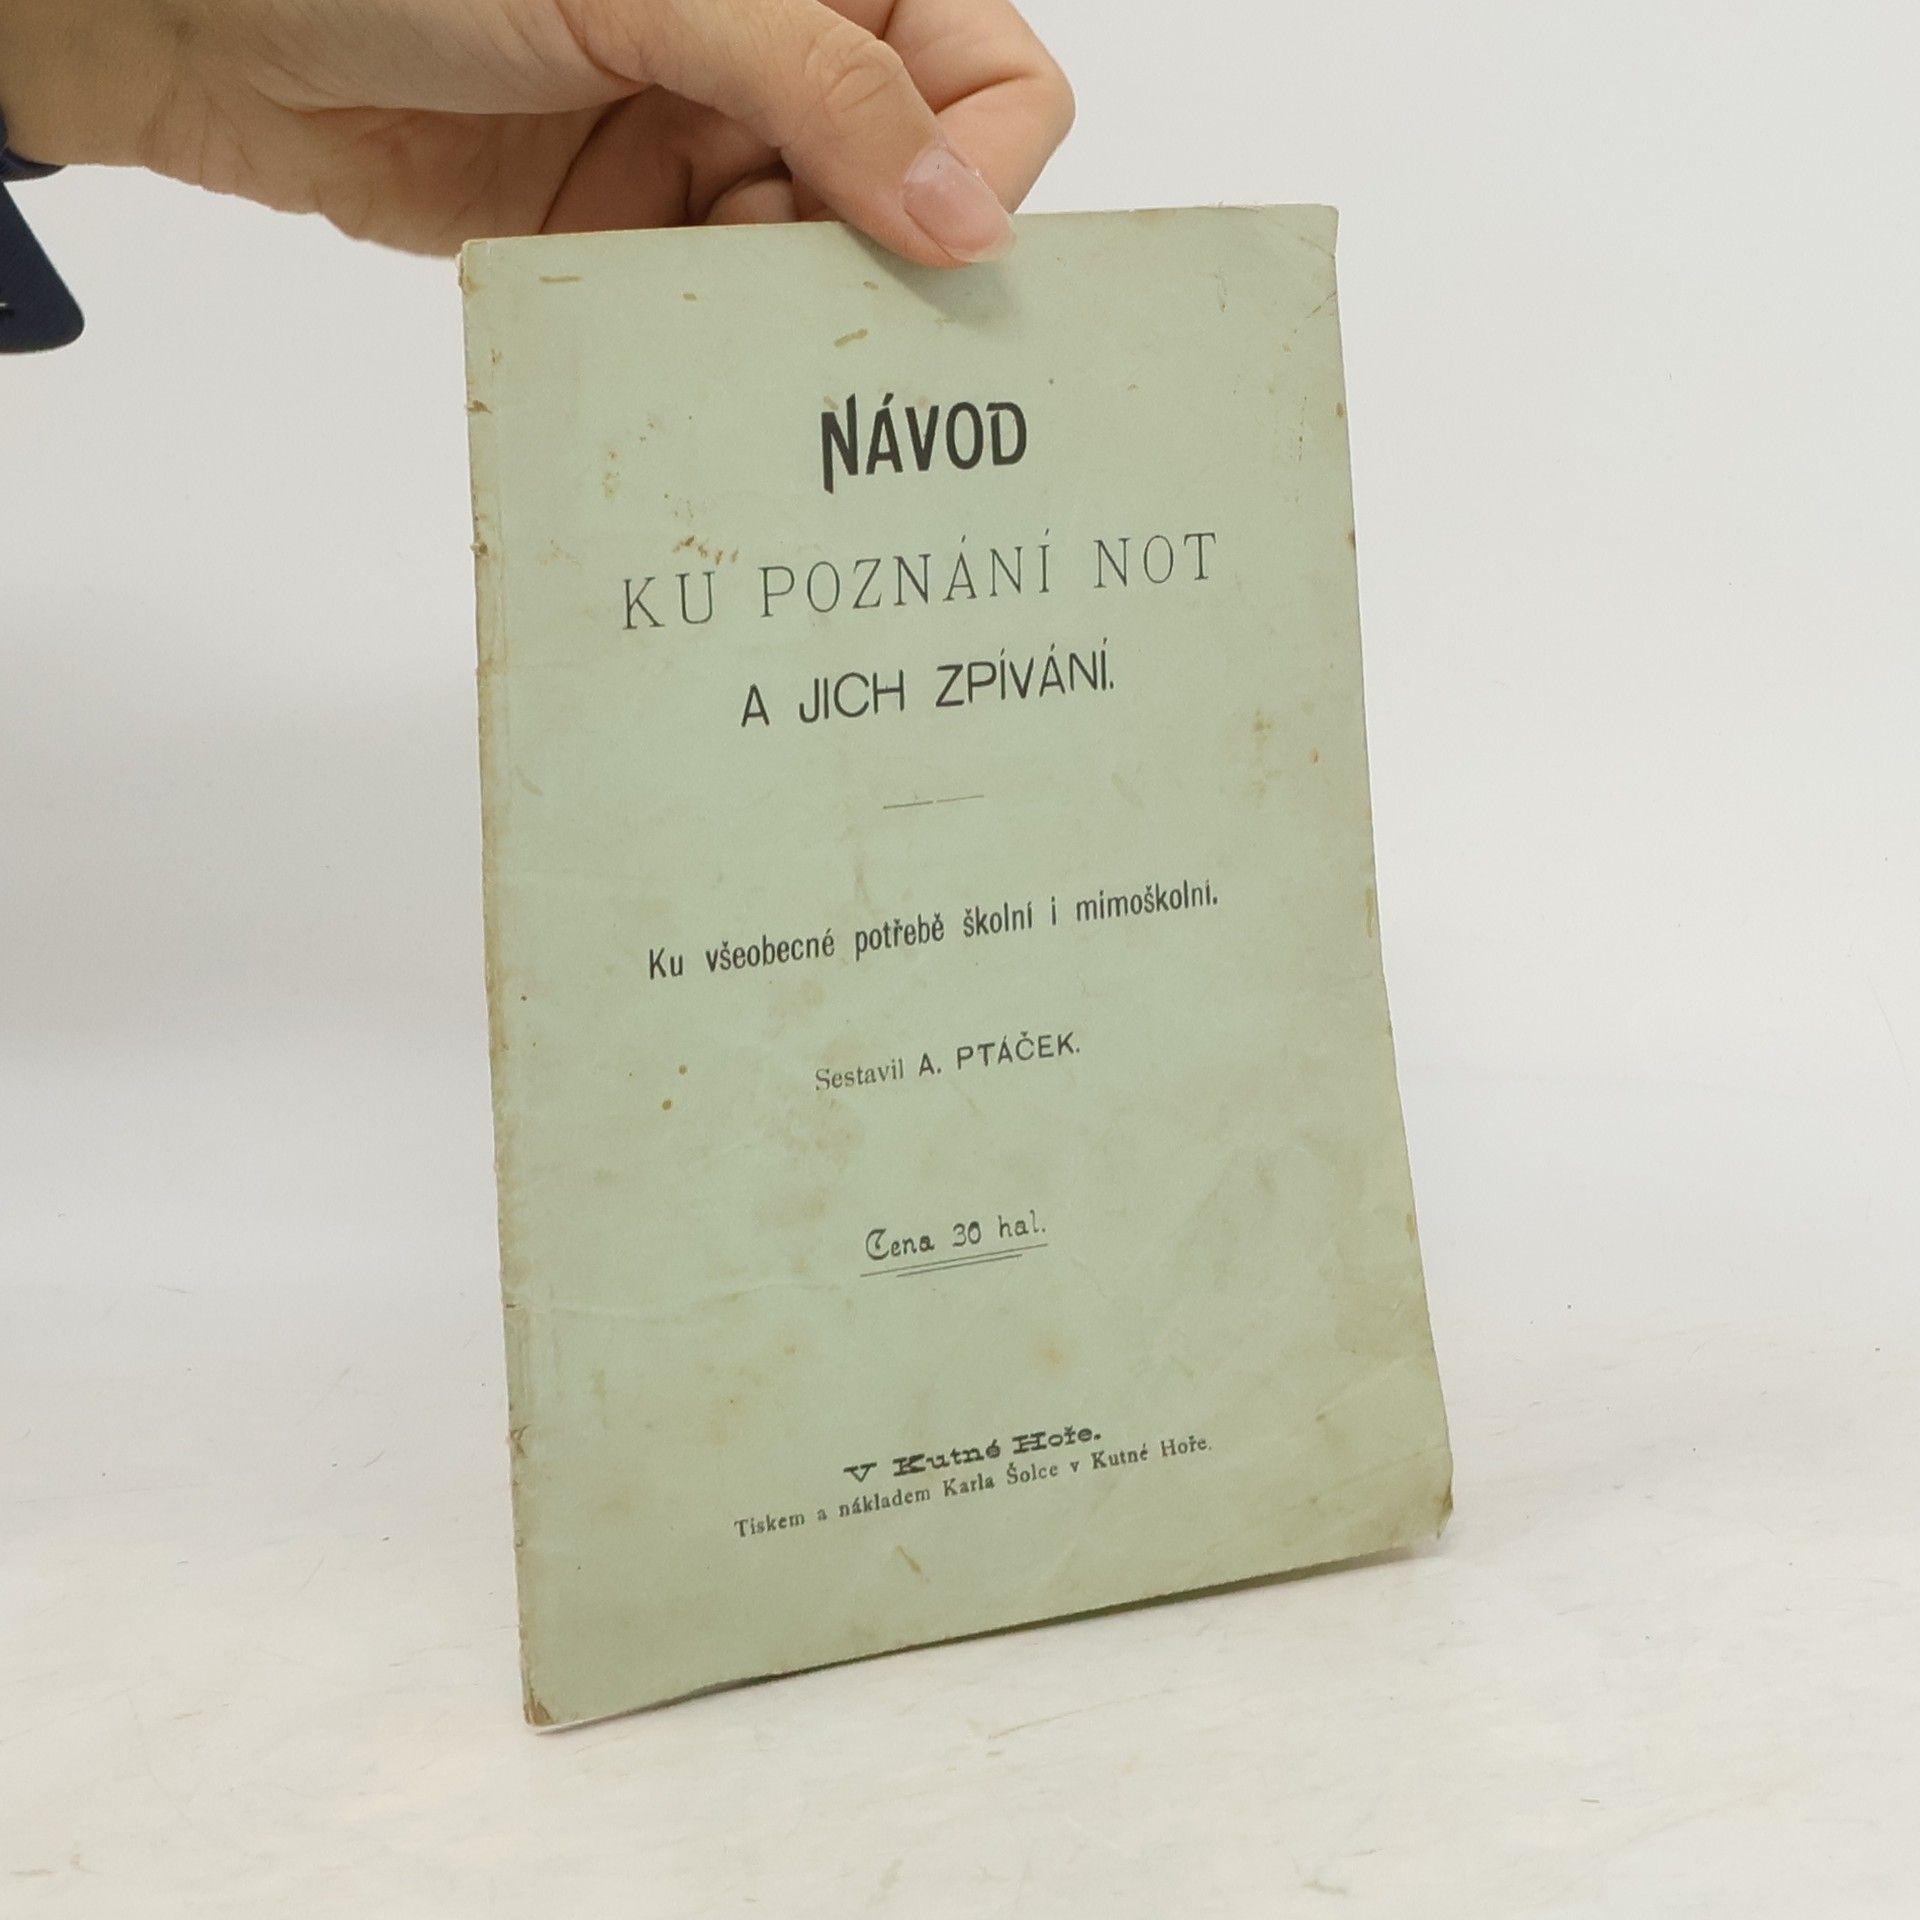 NÁVOD
KU POZNÁNÍ NOT
A JICH ZPÍVÁNÍ.
Ku všeobecné potřebě školní i mimoškolní.
Sestavil A. PTÁČEK.
Cena 30 hal.
V Kutné Hoře.
Tiskem a nákladem Karla Šolce v Kutné Hoře.